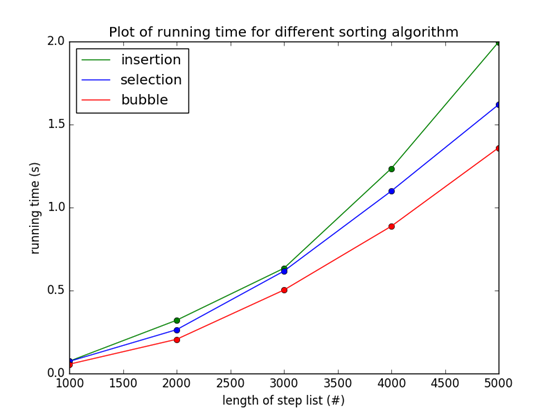 Plot of running time for different sorting algorithm
insertion
selection
bubble
2.0
1.5
1.0
0.5
0.0
running time (s)
1000 1500 2000 2500 3000 3500 4000 4500 5000
length of step list (#)